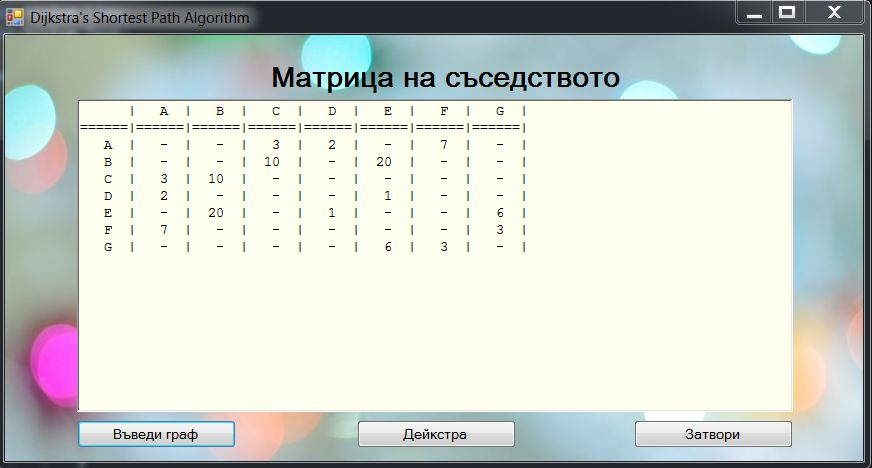 Dijkstra's Shortest Path Algorithm
Матрица на съседството
      |   A  |   B  |   C  |   D  |   E  |   F  |   G  |
======|======|======|======|======|======|======|======|
   A  |   -  |   -  |   3  |   2  |   -  |   7  |   -  |
   B  |   -  |   -  |  10  |   -  |  20  |   -  |   -  |
   C  |   3  |  10  |   -  |   -  |   -  |   -  |   -  |
   D  |   2  |   -  |   -  |   -  |   1  |   -  |   -  |
   E  |   -  |  20  |   -  |   1  |   -  |   -  |   6  |
   F  |   7  |   -  |   -  |   -  |   -  |   -  |   3  |
   G  |   -  |   -  |   -  |   -  |   6  |   3  |   -  |
Въведи граф Дейкстра Затвори